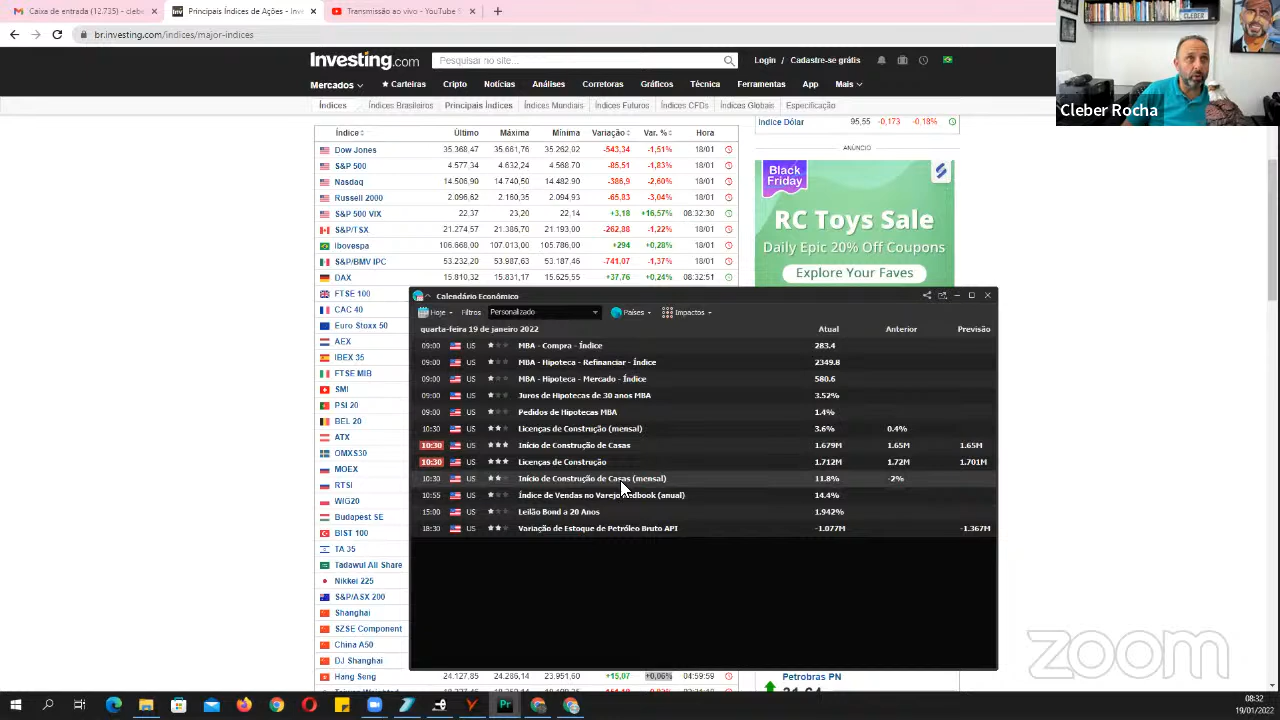 Caixa de entrada (12.735) - clebe
Principais Índices de Ações - Inve
Transmissão ao vivo - YouTube S
br.investing.com/indices/major-indices
CLEBER
Cleber Rocha
Investing.com
Pesquisar no site...
Login / Cadastre-se grátis
Mercados
Carteiras
Cripto
Notícias
Análises
Corretoras
Gráficos
Técnica
Ferramentas
App
Mais
Índices
Índices Brasileiros
Principais Índices
Índices Mundiais
Índices Futuros
Índices CFDs
Índices Globais
Especificação
Índice Último Máxima Mínima Variação Var. % Hora
Dow Jones 35.368,47 35.661,76 35.262,02 -543,34 -1,51% 18/01
S&P 500 4.577,34 4.632,24 4.568,70 -85,51 -1,83% 18/01
Nasdaq 14.506,90 14.740,50 14.482,90 -386,9 -2,60% 18/01
Russell 2000 2.096,62 2.160,35 2.094,93 -65,83 -3,04% 18/01
S&P 500 VIX 22,37 23,20 22,14 +3,18 +16,57% 08:32:30
S&P/TSX 21.274,57 21.386,70 21.193,00 -262,88 -1,22% 18/01
Ibovespa 106.668,00 107.013,00 105.786,00 +294 +0,28% 18/01
S&P/BMV IPC 53.232,20 53.987,63 53.187,46 -741,07 -1,37% 18/01
DAX 15.810,32 15.831,17 15.625,55 +37,76 +0,24% 08:32:51
FTSE 100
CAC 40
Euro Stoxx 50
AEX
IBEX 35
FTSE MIB
SMI
PSI 20
BEL 20
ATX
OMXS30
MOEX
RTSI
WIG20
Budapest SE
BIST 100
TA 35
Tadawul All Share
Nikkei 225
S&P/ASX 200
Shanghai
SZSE Component
China A50
DJ Shanghai
Hang Seng 24.127,85 24.286,14 23.951,60 +15,07 +0,06% 04:59:59
Índice Dólar 95,55 -0,173 -0,18%
ANÚNCIO
Black
Friday
RC Toys Sale
Daily Epic 20% Off Coupons
Explore Your Faves
Calendário Econômico
Hoje
Filtros
Personalizado
Países
Impactos
quarta-feira 19 de janeiro 2022 Atual Anterior Previsão
09:00 US MBA - Compra - Índice 283.4
09:00 US MBA - Hipoteca - Refinanciar - Índice 2349.8
09:00 US MBA - Hipoteca - Mercado - Índice 580.6
09:00 US Juros de Hipotecas de 30 anos MBA 3.52%
09:00 US Pedidos de Hipotecas MBA 1.4%
10:30 US Licenças de Construção (mensal) 3.6% 0.4%
10:30 US Início de Construção de Casas 1.679M 1.65M 1.65M
10:30 US Licenças de Construção 1.712M 1.72M 1.701M
10:30 US Início de Construção de Casas (mensal) 11.8% -2%
10:55 US Índice de Vendas no Varejo edbook (anual) 14.4%
15:00 US Leilão Bond a 20 Anos 1.942%
18:30 US Variação de Estoque de Petróleo Bruto API -1.077M -1.367M
Petrobras PN
zoom
Pr
08:32
19/01/2022